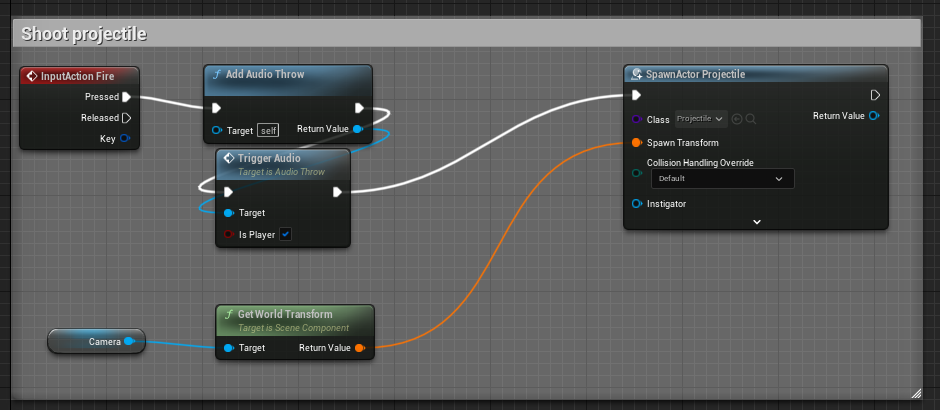 Shoot projectile
InputAction Fire
Pressed
Released
Key
Add Audio Throw
Target self
Return Value
Trigger Audio
Target is Audio Throw
Target
Is Player
Camera
Get World Transform
Target is Scene Component
Target
Return Value
SpawnActor Projectile
Return Value
Class Projectile
Spawn Transform
Collision Handling Override
Default
Instigator